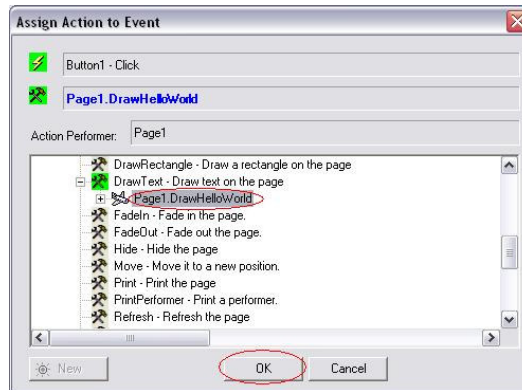 Assign Action to Event
Button1 - Click
Page1.DrawHelloWorld
Action Performer: Page1
DrawRectangle - Draw a rectangle on the page
DrawText - Draw text on the page
Page1.DrawHelloWorld
FadeIn - Fade in the page.
FadeOut - Fade out the page.
Hide - Hide the page
Move - Move it to a new position.
Print - Print the page
PrintPerformer - Print a performer.
Refresh - Refresh the page
New OK Cancel